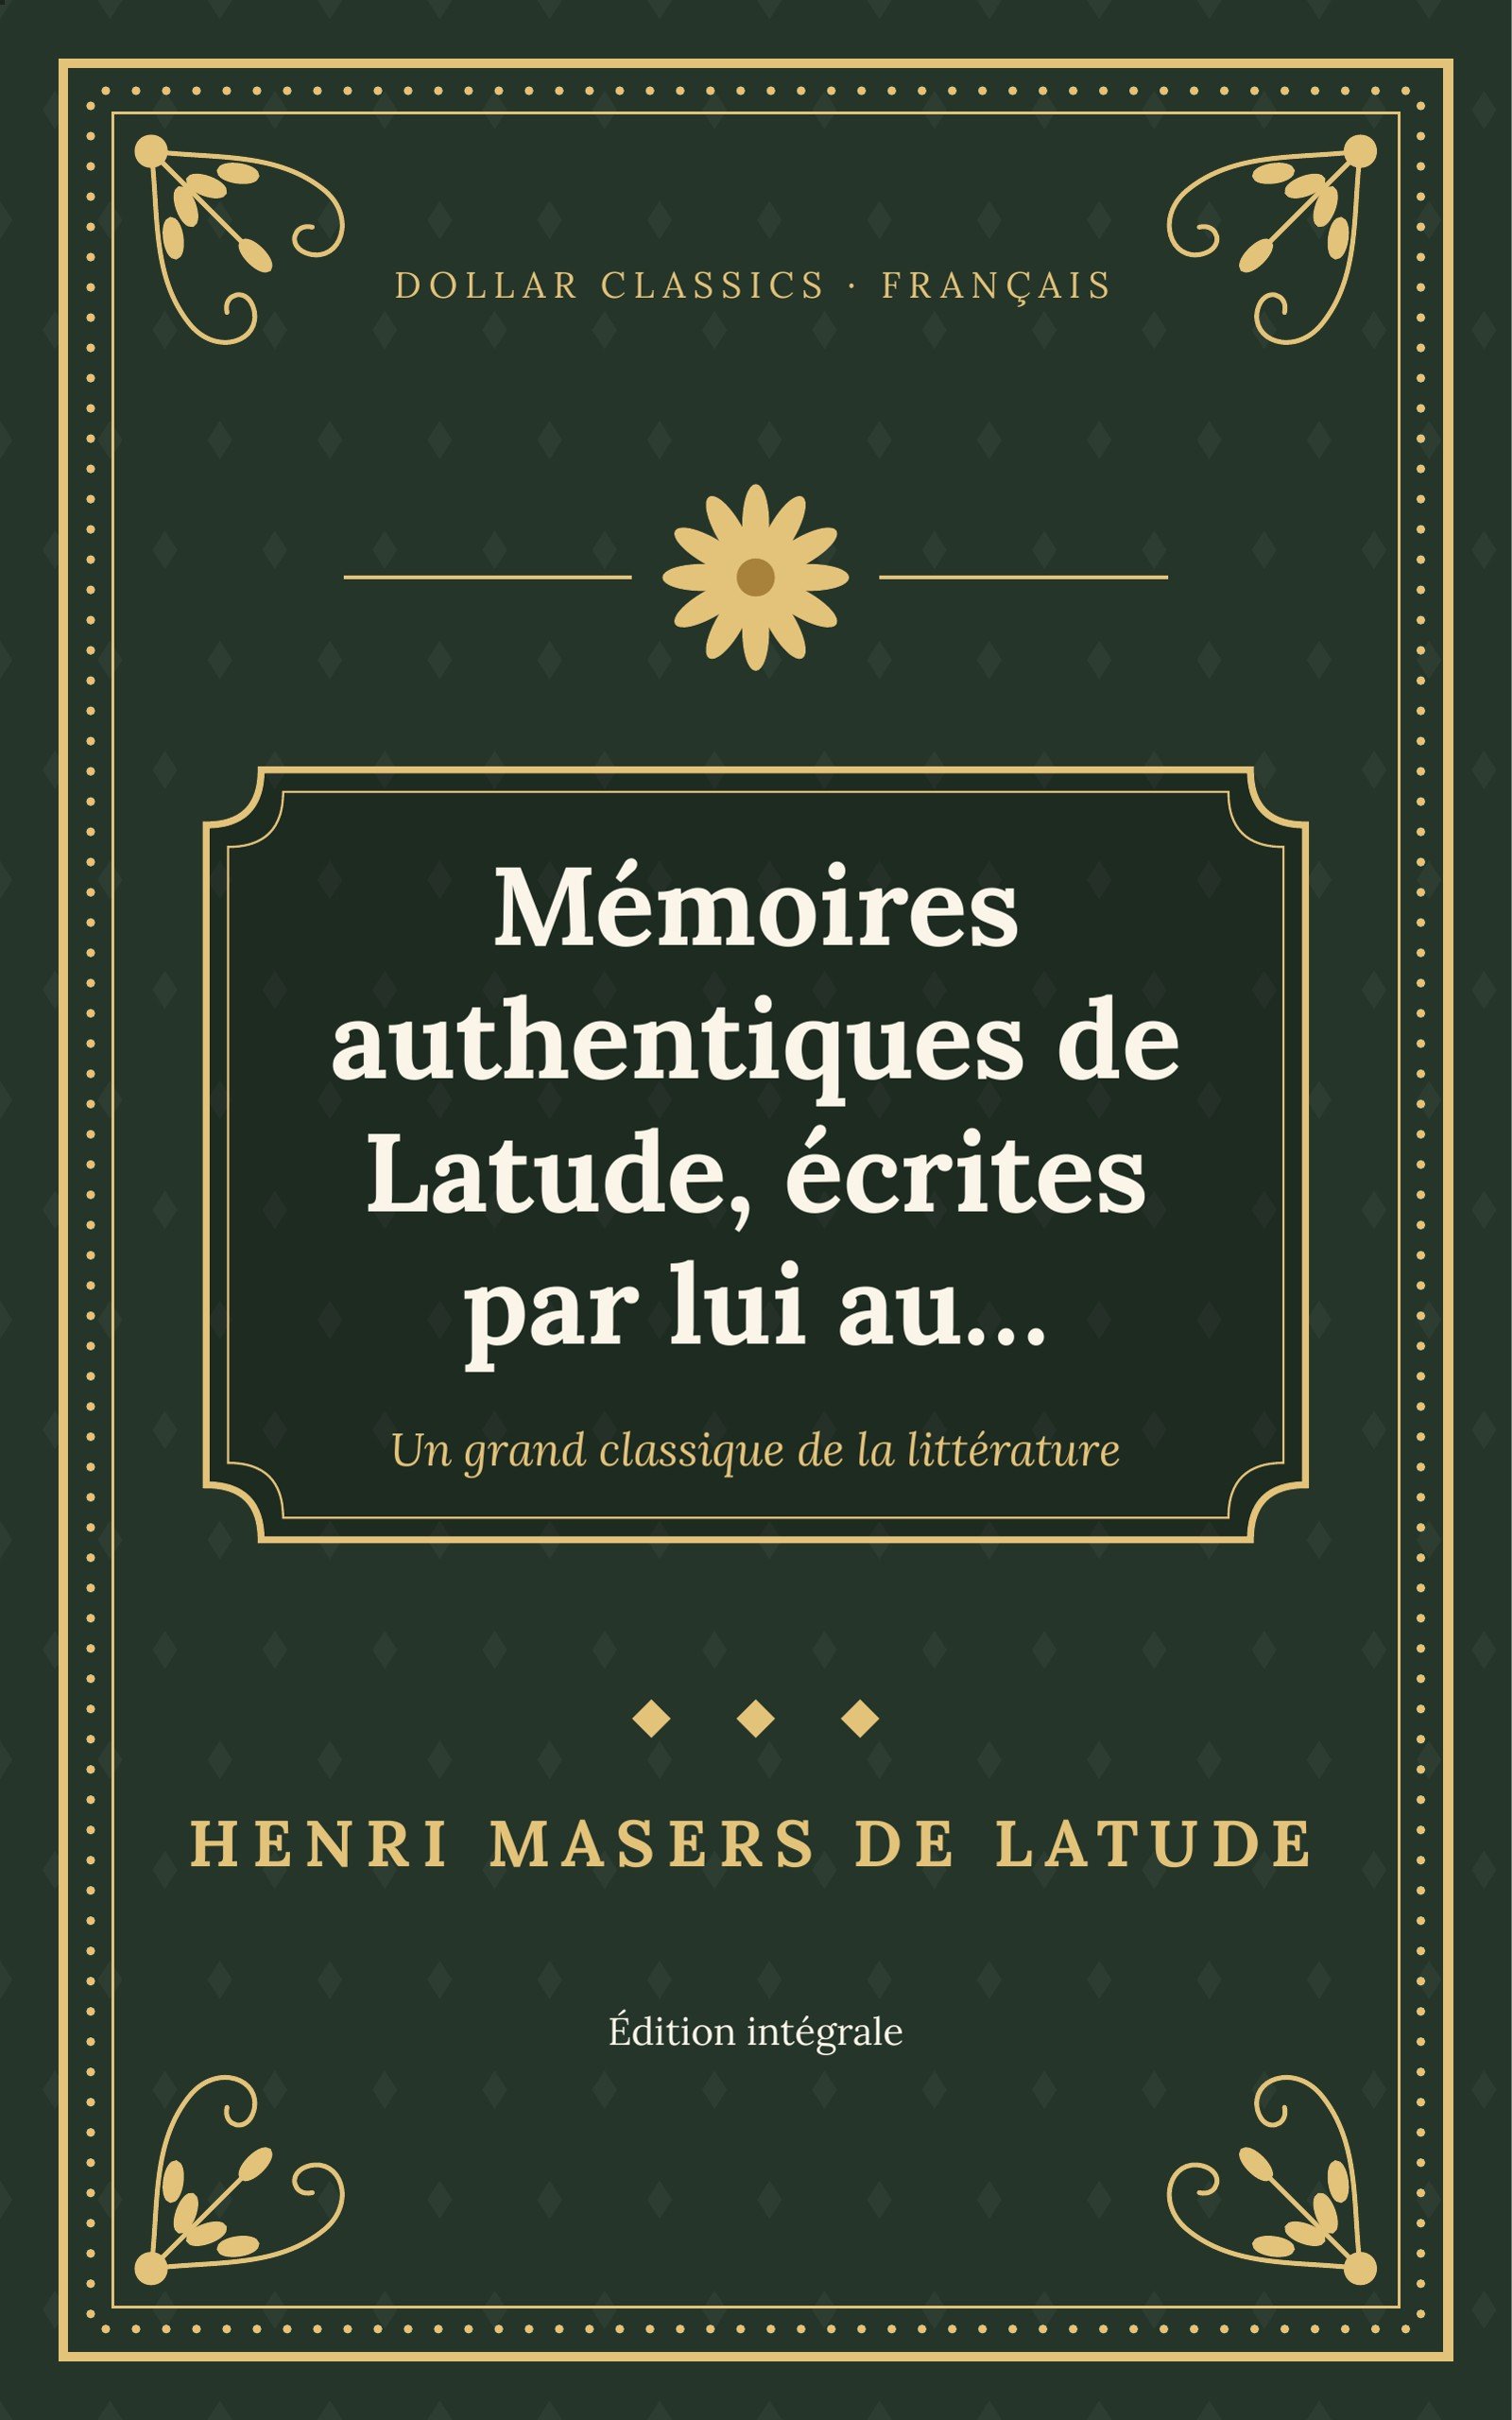 DOLLAR CLASSICS · FRANÇAIS
Mémoires
authentiques de
Latude, écrites
par lui au...
Un grand classique de la littérature
HENRI MASERS DE LATUDE
Édition intégrale